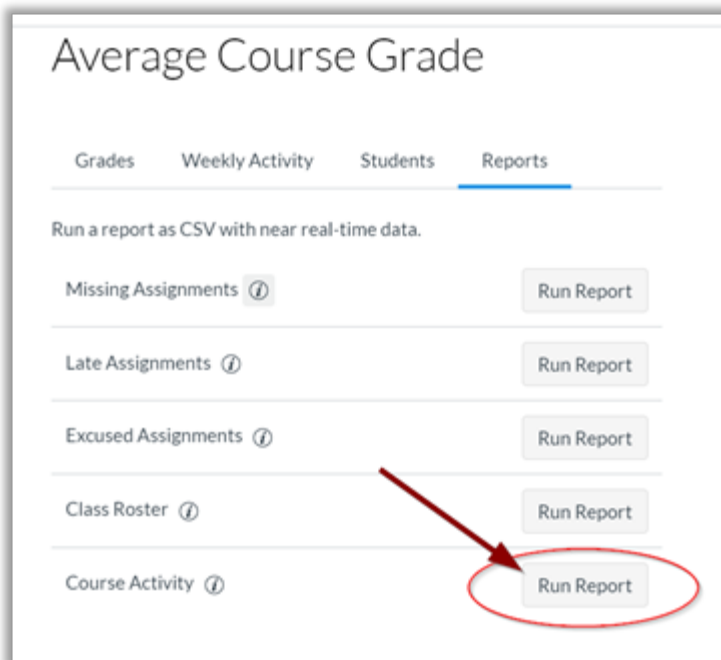 Average Course Grade
Grades Weekly Activity Students Reports
Run a report as CSV with near real-time data.
Missing Assignments Run Report
Late Assignments Run Report
Excused Assignments Run Report
Class Roster Run Report
Course Activity Run Report